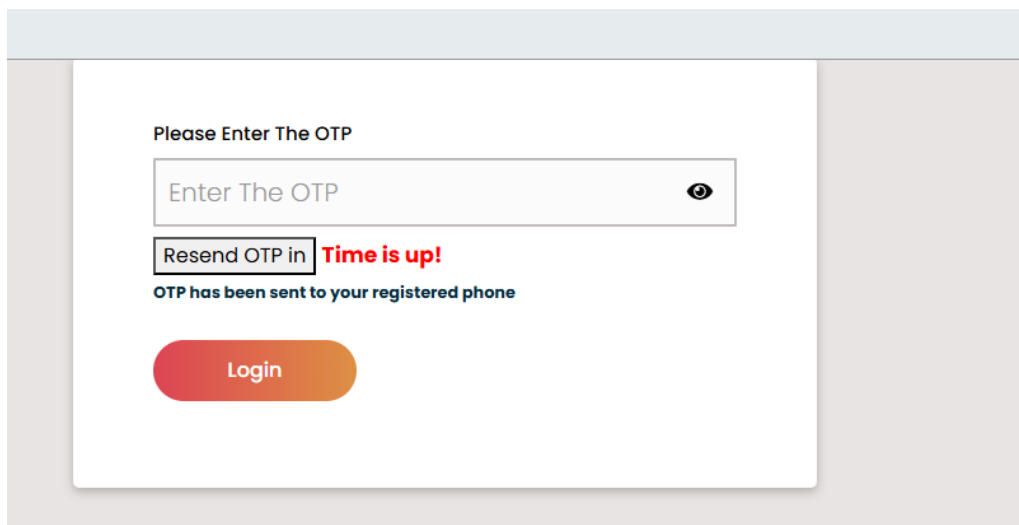 Please Enter The OTP
Enter The OTP
Resend OTP in Time is up!
OTP has been sent to your registered phone
Login